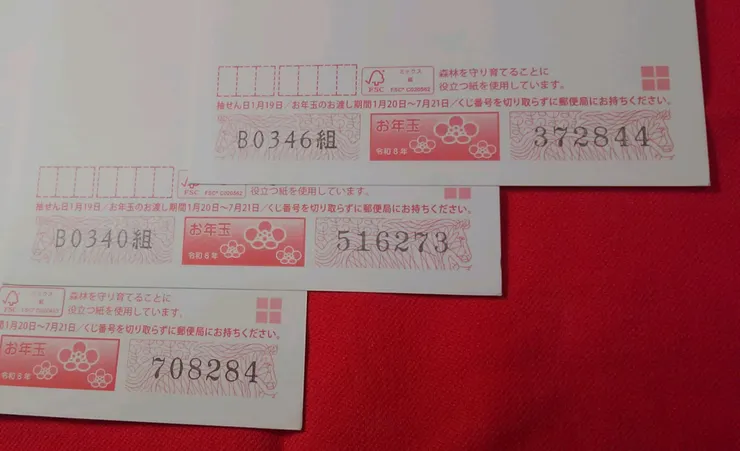 FSC
ミックス
紙
FSC® C020862
森林を守り育てることに
役立つ紙を使用しています。
抽せん日1月19日／お年玉のお渡し期間1月20日～7月21日／くじ番号を切り取らずに郵便局にお持ちください。
B0346組
お年玉
令和8年
372844
FSC
役立つ紙を使用しています。
抽せん日1月19日／お年玉のお渡し期間1月20日～7月21日／くじ番号を切り取らずに郵便局にお持ちください。
B0340組
お年玉
令和8年
516273
FSC
森林を守り育てることに
役立つ紙を使用しています。
1月20日～7月21日／くじ番号を切り取らずに郵便局にお持ちください。
お年玉
令和8年
708284